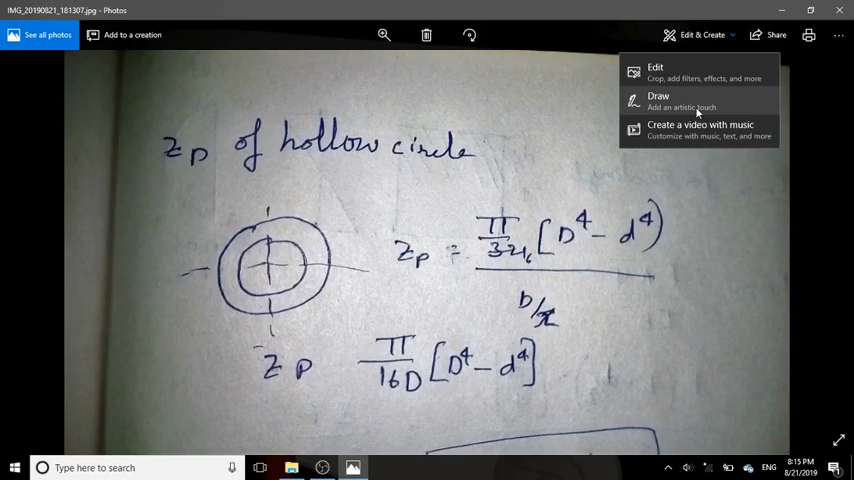 IMG_20190821_181307.jpg - Photos
See all photos
Add to a creation
Edit & Create
Share
Edit
Crop, add filters, effects, and more
Draw
Add an artistic touch
Create a video with music
Customize with music, text, and more
ZP of hollow circle
ZP = π/32 [D⁴ - d⁴)
D/2
ZP π/16D [D⁴ - d⁴]
Type here to search
ENG
8:15 PM
8/21/2019